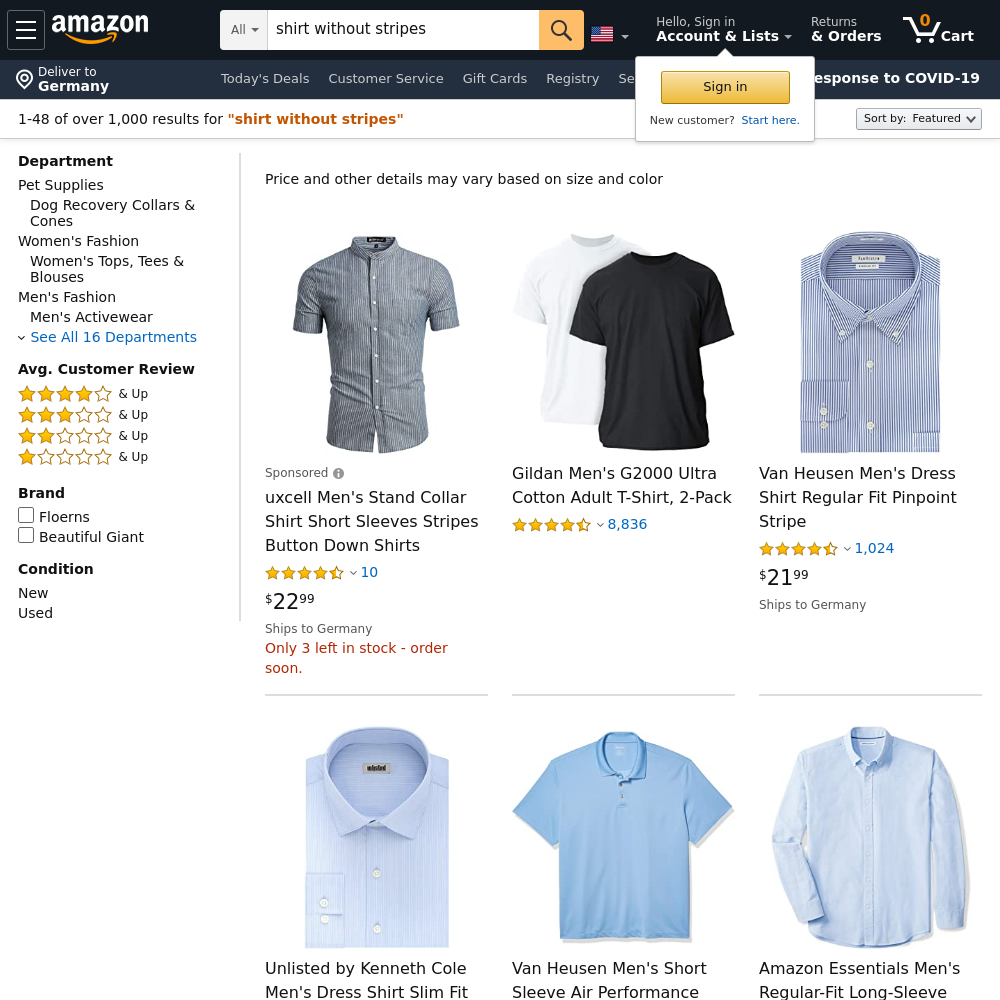 amazon
All
shirt without stripes
Hello, Sign in
Account & Lists
Returns
& Orders
0
Cart
Deliver to
Germany
Today's Deals
Customer Service
Gift Cards
Registry
Se
esponse to COVID-19
Sign in
New customer? Start here.
1-48 of over 1,000 results for "shirt without stripes"
Sort by: Featured
Department
Pet Supplies
Dog Recovery Collars &
Cones
Women's Fashion
Women's Tops, Tees &
Blouses
Men's Fashion
Men's Activewear
See All 16 Departments
Avg. Customer Review
& Up
& Up
& Up
& Up
Brand
Floerns
Beautiful Giant
Condition
New
Used
Price and other details may vary based on size and color
Sponsored
uxcell Men's Stand Collar
Shirt Short Sleeves Stripes
Button Down Shirts
10
$2299
Ships to Germany
Only 3 left in stock - order
soon.
Gildan Men's G2000 Ultra
Cotton Adult T-Shirt, 2-Pack
8,836
Van Heusen Men's Dress
Shirt Regular Fit Pinpoint
Stripe
1,024
$2199
Ships to Germany
unlisted
Unlisted by Kenneth Cole
Men's Dress Shirt Slim Fit
Van Heusen Men's Short
Sleeve Air Performance
Amazon Essentials Men's
Regular-Fit Long-Sleeve